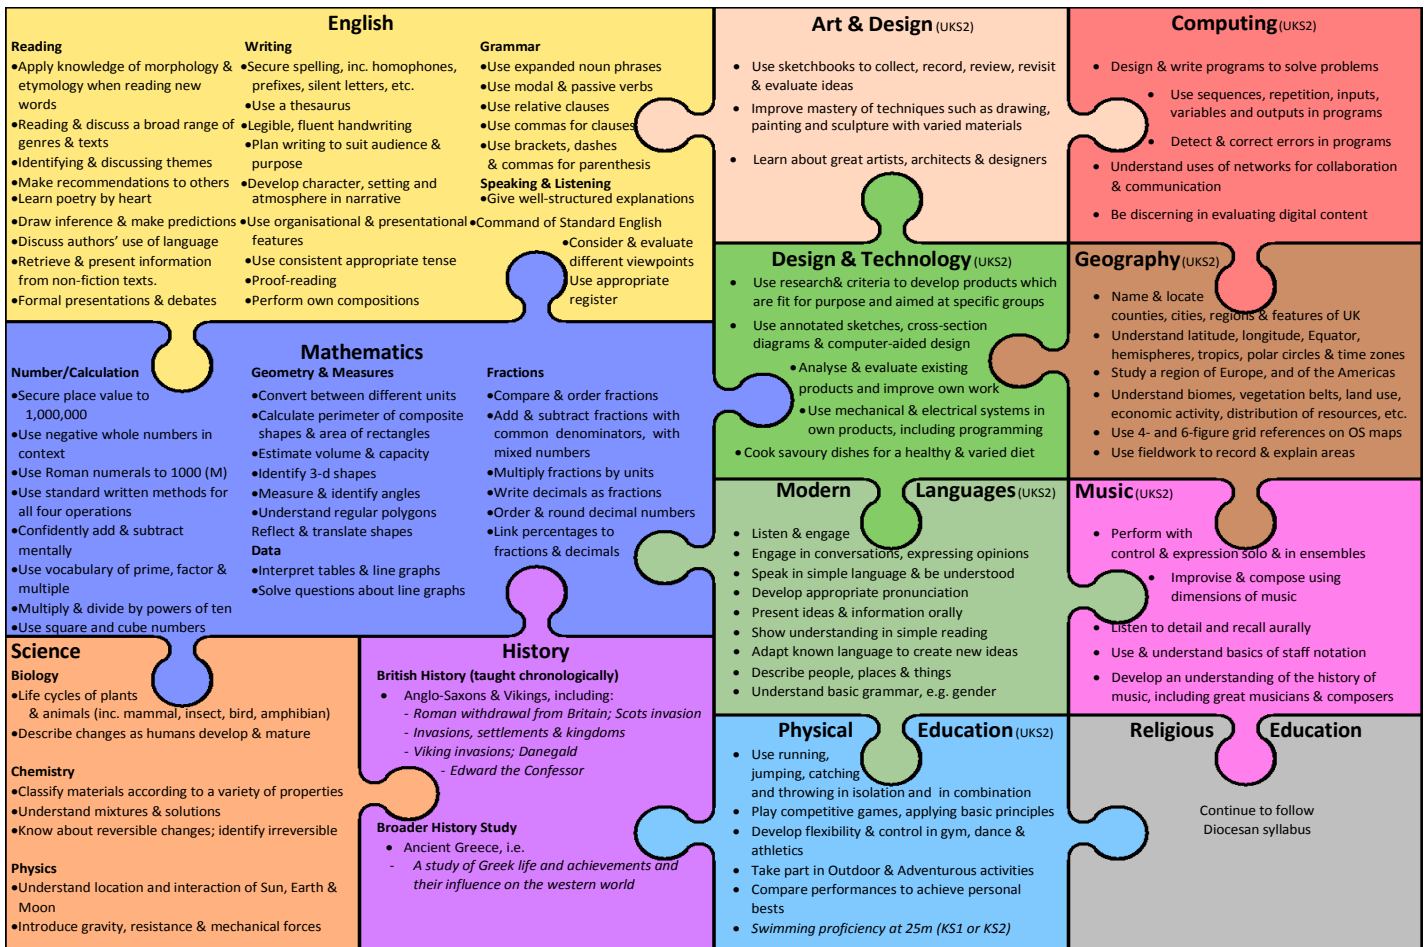 English
Reading
•Apply knowledge of morphology &
etymology when reading new
words
•Reading & discuss a broad range of
genres & texts
•Identifying & discussing themes
•Make recommendations to others
•Learn poetry by heart
•Draw inference & make predictions
•Discuss authors’ use of language
•Retrieve & present information
from non-fiction texts.
•Formal presentations & debates
Writing
•Secure spelling, inc. homophones,
prefixes, silent letters, etc.
•Use a thesaurus
•Legible, fluent handwriting
•Plan writing to suit audience &
purpose
•Develop character, setting and
atmosphere in narrative
•Use organisational & presentational
features
•Use consistent appropriate tense
•Proof-reading
•Perform own compositions
Grammar
•Use expanded noun phrases
•Use modal & passive verbs
•Use relative clauses
•Use commas for clauses
•Use brackets, dashes
& commas for parenthesis
Speaking & Listening
•Give well-structured explanations
•Command of Standard English
•Consider & evaluate
different viewpoints
Use appropriate
register
Art & Design (UKS2)
• Use sketchbooks to collect, record, review, revisit
& evaluate ideas
• Improve mastery of techniques such as drawing,
painting and sculpture with varied materials
• Learn about great artists, architects & designers
Computing (UKS2)
• Design & write programs to solve problems
• Use sequences, repetition, inputs,
variables and outputs in programs
• Detect & correct errors in programs
• Understand uses of networks for collaboration
& communication
• Be discerning in evaluating digital content
Mathematics
Number/Calculation
•Secure place value to
1,000,000
•Use negative whole numbers in
context
•Use Roman numerals to 1000 (M)
•Use standard written methods for
all four operations
•Confidently add & subtract
mentally
•Use vocabulary of prime, factor &
multiple
•Multiply & divide by powers of ten
•Use square and cube numbers
Geometry & Measures
•Convert between different units
•Calculate perimeter of composite
shapes & area of rectangles
•Estimate volume & capacity
•Identify 3-d shapes
•Measure & identify angles
•Understand regular polygons
Reflect & translate shapes
Data
•Interpret tables & line graphs
•Solve questions about line graphs
Fractions
•Compare & order fractions
•Add & subtract fractions with
common denominators, with
mixed numbers
•Multiply fractions by units
•Write decimals as fractions
•Order & round decimal numbers
•Link percentages to
fractions & decimals
Design & Technology (UKS2)
• Use research& criteria to develop products which
are fit for purpose and aimed at specific groups
• Use annotated sketches, cross-section
diagrams & computer-aided design
• Analyse & evaluate existing
products and improve own work
• Use mechanical & electrical systems in
own products, including programming
• Cook savoury dishes for a healthy & varied diet
Geography (UKS2)
• Name & locate
counties, cities, regions & features of UK
• Understand latitude, longitude, Equator,
hemispheres, tropics, polar circles & time zones
• Study a region of Europe, and of the Americas
• Understand biomes, vegetation belts, land use,
economic activity, distribution of resources, etc.
• Use 4- and 6-figure grid references on OS maps
• Use fieldwork to record & explain areas
Modern Languages (UKS2)
• Listen & engage
• Engage in conversations, expressing opinions
• Speak in simple language & be understood
• Develop appropriate pronunciation
• Present ideas & information orally
• Show understanding in simple reading
• Adapt known language to create new ideas
• Describe people, places & things
• Understand basic grammar, e.g. gender
Music (UKS2)
• Perform with
control & expression solo & in ensembles
• Improvise & compose using
dimensions of music
• Listen to detail and recall aurally
• Use & understand basics of staff notation
• Develop an understanding of the history of
music, including great musicians & composers
Science
Biology
•Life cycles of plants
& animals (inc. mammal, insect, bird, amphibian)
•Describe changes as humans develop & mature
Chemistry
•Classify materials according to a variety of properties
•Understand mixtures & solutions
•Know about reversible changes; identify irreversible
Physics
•Understand location and interaction of Sun, Earth &
Moon
•Introduce gravity, resistance & mechanical forces
History
British History (taught chronologically)
• Anglo-Saxons & Vikings, including:
- Roman withdrawal from Britain; Scots invasion
- Invasions, settlements & kingdoms
- Viking invasions; Danegald
- Edward the Confessor
Broader History Study
• Ancient Greece, i.e.
- A study of Greek life and achievements and
their influence on the western world
Physical Education (UKS2)
• Use running,
jumping, catching
and throwing in isolation and in combination
• Play competitive games, applying basic principles
• Develop flexibility & control in gym, dance &
athletics
• Take part in Outdoor & Adventurous activities
• Compare performances to achieve personal
bests
• Swimming proficiency at 25m (KS1 or KS2)
Religious Education
Continue to follow
Diocesan syllabus